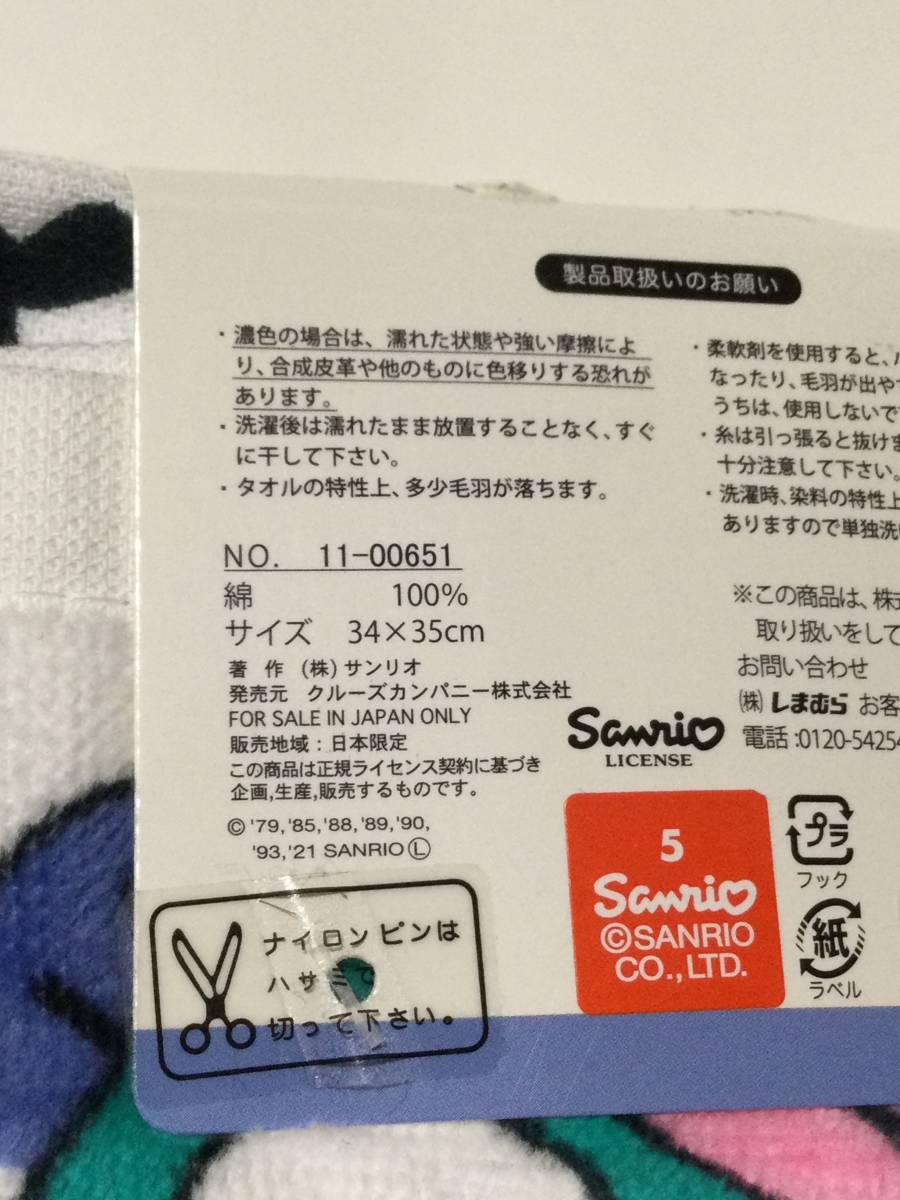 製品取扱いのお願い
・濃色の場合は、濡れた状態や強い摩擦によ
り、合成皮革や他のものに色移りする恐れが
あります。
・洗濯後は濡れたまま放置することなく、すぐ
に干して下さい。
・タオルの特性上、多少毛羽が落ちます。
・柔軟剤を使用すると、
なったり、毛羽が出や
うちは、使用しないで
・糸は引っ張ると抜けま
十分注意して下さい。
・洗濯時、染料の特性上
ありますので単独洗い
NO. 11-00651
綿 100%
サイズ 34×35cm
著 作 (株)サンリオ
発売元 クルーズカンパニー株式会社
FOR SALE IN JAPAN ONLY
販売地域：日本限定
この商品は正規ライセンス契約に基づき
企画,生産,販売するものです。
© '79,'85,'88,'89,'90,
'93,'21 SANRIO Ⓛ
Sanrio
LICENSE
※この商品は、株式
取り扱いをして
お問い合わせ
㈱しまむら お客
電話:0120-5425
5
Sanrio
©SANRIO
CO.,LTD.
プラ
フック
紙
ラベル
ナイロンピンは
ハサミで
切って下さい。